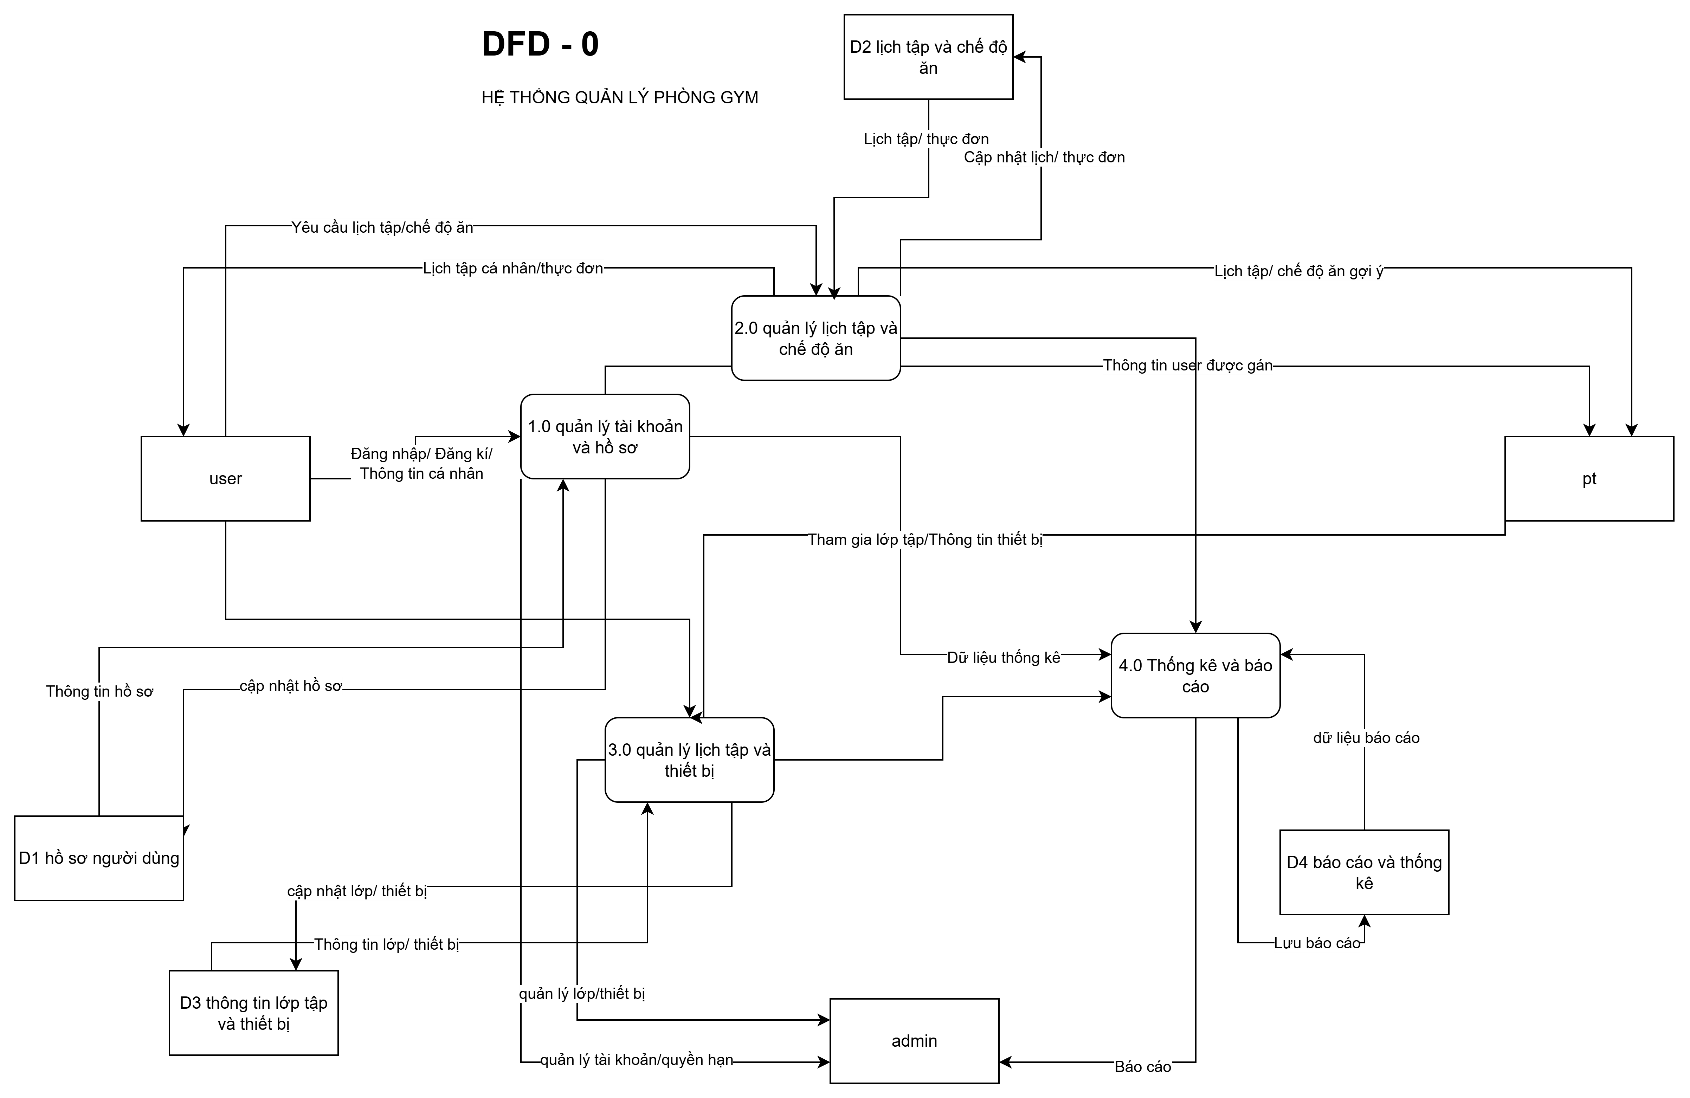 DFD - 0
HỆ THỐNG QUẢN LÝ PHÒNG GYM
D2 lịch tập và chế độ
ăn
Lịch tập/ thực đơn
Cập nhật lịch/ thực đơn
Yêu cầu lịch tập/chế độ ăn
Lịch tập cá nhân/thực đơn
Lịch tập/ chế độ ăn gợi ý
2.0 quản lý lịch tập và
chế độ ăn
Thông tin user được gán
1.0 quản lý tài khoản
và hồ sơ
Đăng nhập/ Đăng kí/
Thông tin cá nhân
user
pt
Tham gia lớp tập/Thông tin thiết bị
Dữ liệu thống kê
4.0 Thống kê và báo
cáo
Thông tin hồ sơ
cập nhật hồ sơ
3.0 quản lý lịch tập và
thiết bị
dữ liệu báo cáo
D1 hồ sơ người dùng
D4 báo cáo và thống
kê
cập nhật lớp/ thiết bị
Thông tin lớp/ thiết bị
Lưu báo cáo
D3 thông tin lớp tập
và thiết bị
quản lý lớp/thiết bị
admin
quản lý tài khoản/quyền hạn
Báo cáo